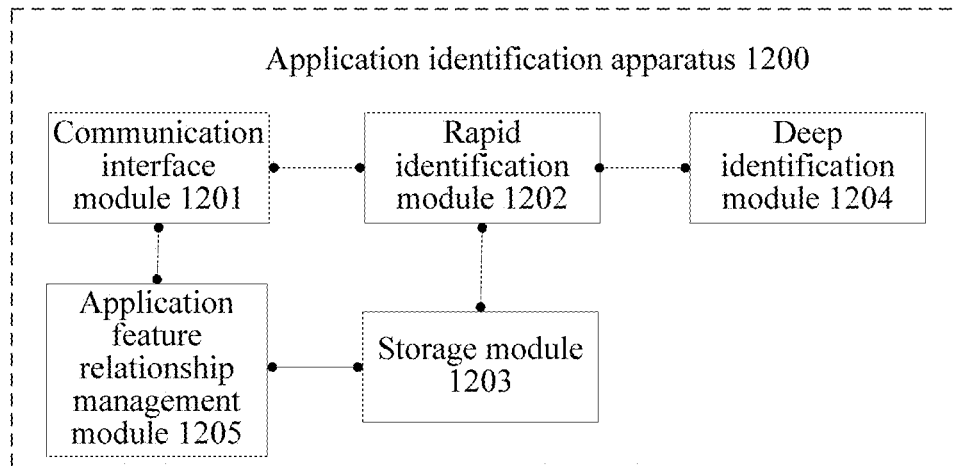 Application identification apparatus 1200
Communication
interface
module 1201
Rapid
identification
module 1202
Deep
identification
module 1204
Application
feature
relationship
management
module 1205
Storage module
1203